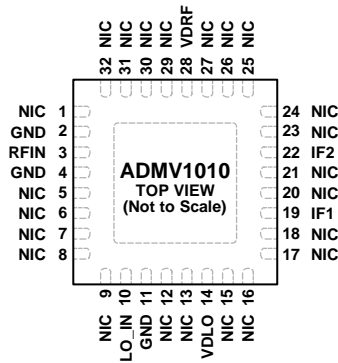 32 NIC
31 NIC
30 NIC
29 NIC
28 VDRF
27 NIC
26 NIC
25 NIC
NIC 1
GND 2
RFIN 3
GND 4
NIC 5
NIC 6
NIC 7
NIC 8
ADMV1010
TOP VIEW
(Not to Scale)
24 NIC
23 NIC
22 IF2
21 NIC
20 NIC
19 IF1
18 NIC
17 NIC
NIC 9
LO_IN 10
GND 11
NIC 12
NIC 13
VDLO 14
NIC 15
NIC 16